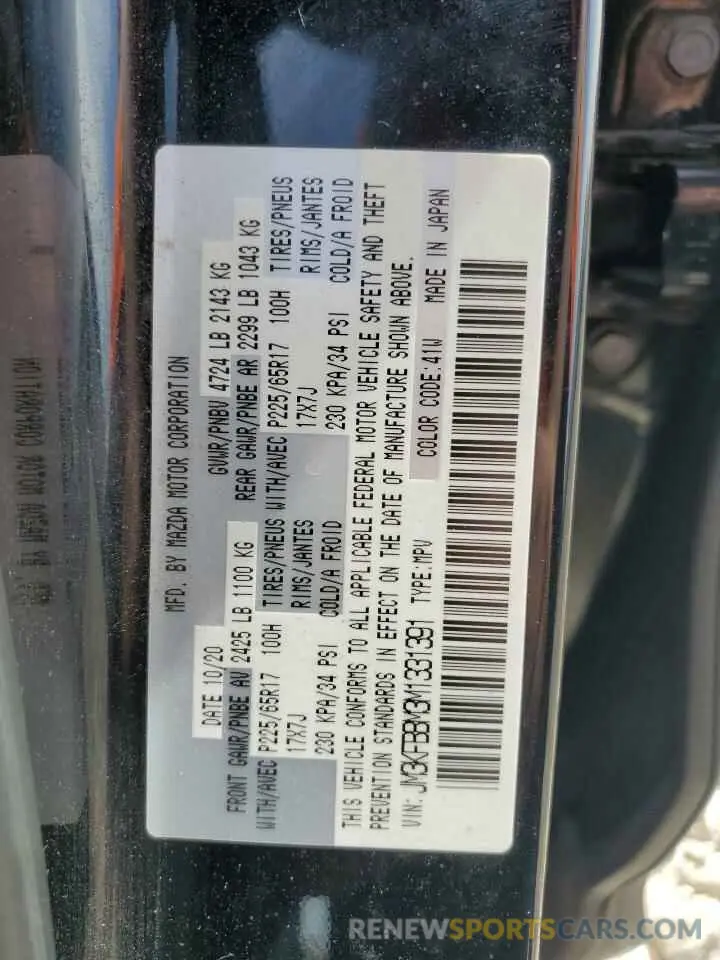 MFD. BY MAZDA MOTOR CORPORATION
DATE 10/20 GVWR/PNBV 4724 LB 2143 KG
FRONT GAWR/PNBE AV 2425 LB 1100 KG REAR GAWR/PNBE AR 2299 LB 1043 KG
WITH/AVEC P225/65R17 100H TIRES/PNEUS WITH/AVEC P225/65R17 100H TIRES/PNEUS
17X7J RIMS/JANTES 17X7J RIMS/JANTES
230 KPA/34 PSI COLD/A FROID 230 KPA/34 PSI COLD/A FROID
THIS VEHICLE CONFORMS TO ALL APPLICABLE FEDERAL MOTOR VEHICLE SAFETY AND THEFT
PREVENTION STANDARDS IN EFFECT ON THE DATE OF MANUFACTURE SHOWN ABOVE.
VIN: JM3KFBBM3M1331391 TYPE:MPV COLOR CODE:41W MADE IN JAPAN
RENEWSPORTSCARS.COM